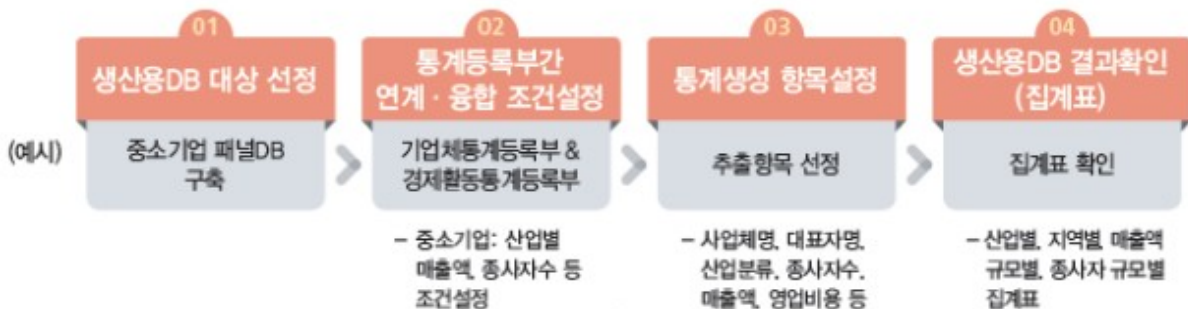 01
생산용DB 대상 선정
02
통계등록부간
연계·융합 조건설정
03
통계생성 항목설정
04
생산용DB 결과확인
(집계표)
(예시)
중소기업 패널DB
구축
기업체통계등록부 &
경제활동통계등록부
추출항목 선정
집계표 확인
– 중소기업: 산업별
매출액, 종사자수 등
조건설정
– 사업체명, 대표자명,
산업분류, 종사자수,
매출액, 영업비용 등
– 산업별, 지역별, 매출액
규모별, 종사자 규모별
집계표